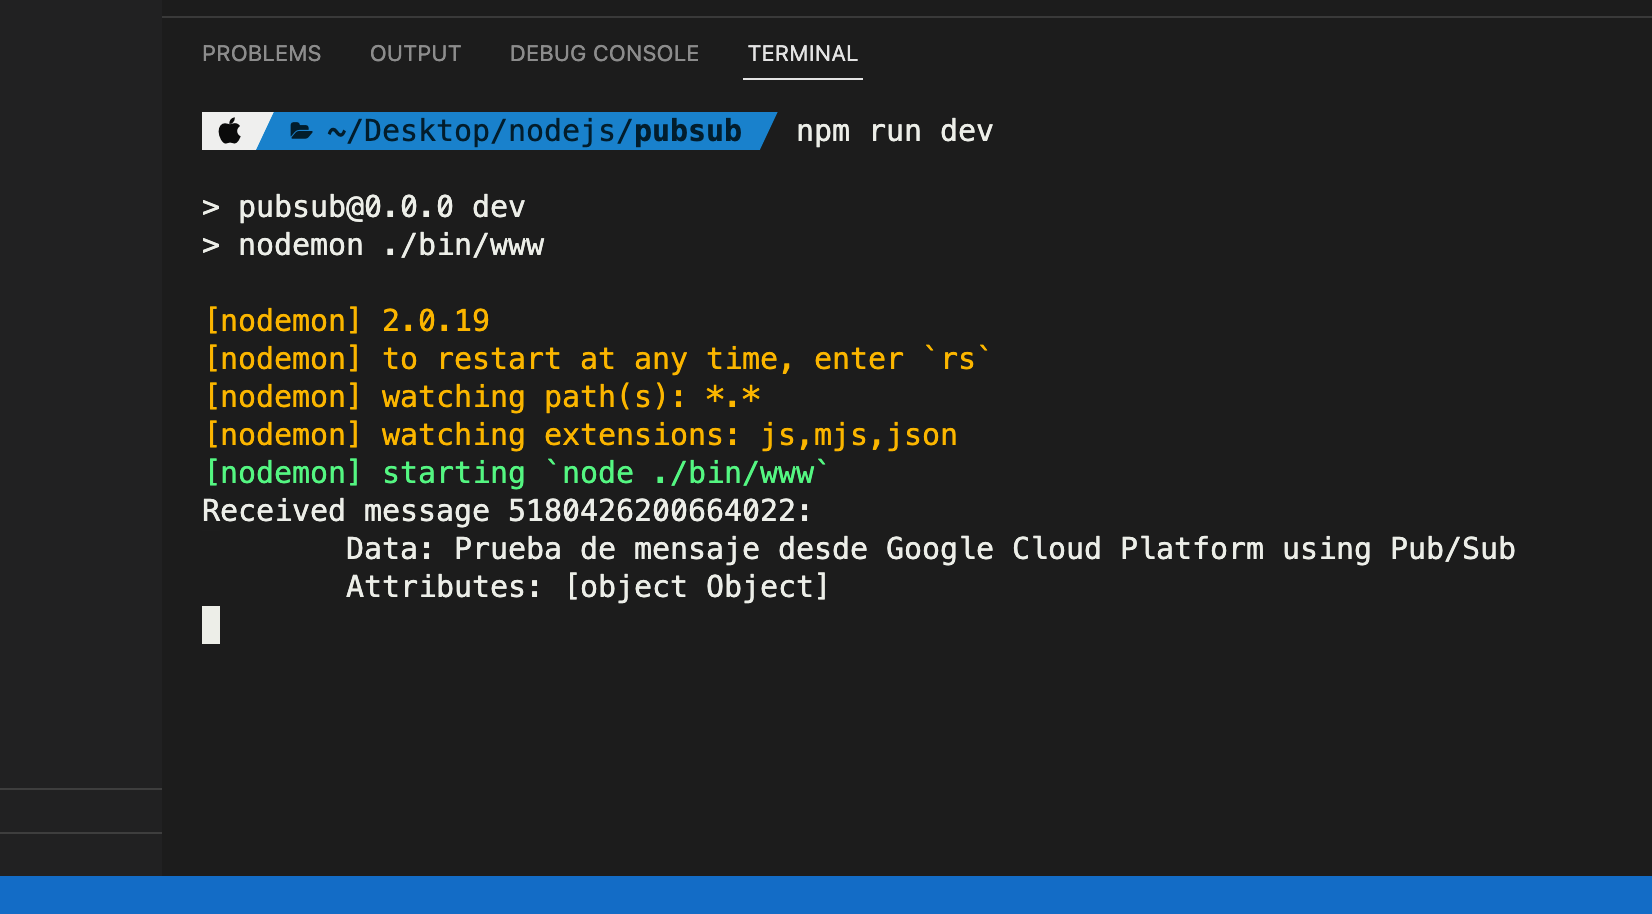 PROBLEMS OUTPUT DEBUG CONSOLE TERMINAL
~/Desktop/nodejs/pubsub npm run dev
> pubsub@0.0.0 dev
> nodemon ./bin/www
[nodemon] 2.0.19
[nodemon] to restart at any time, enter `rs`
[nodemon] watching path(s): *.*
[nodemon] watching extensions: js,mjs,json
[nodemon] starting `node ./bin/www`
Received message 5180426200664022:
Data: Prueba de mensaje desde Google Cloud Platform using Pub/Sub
Attributes: [object Object]